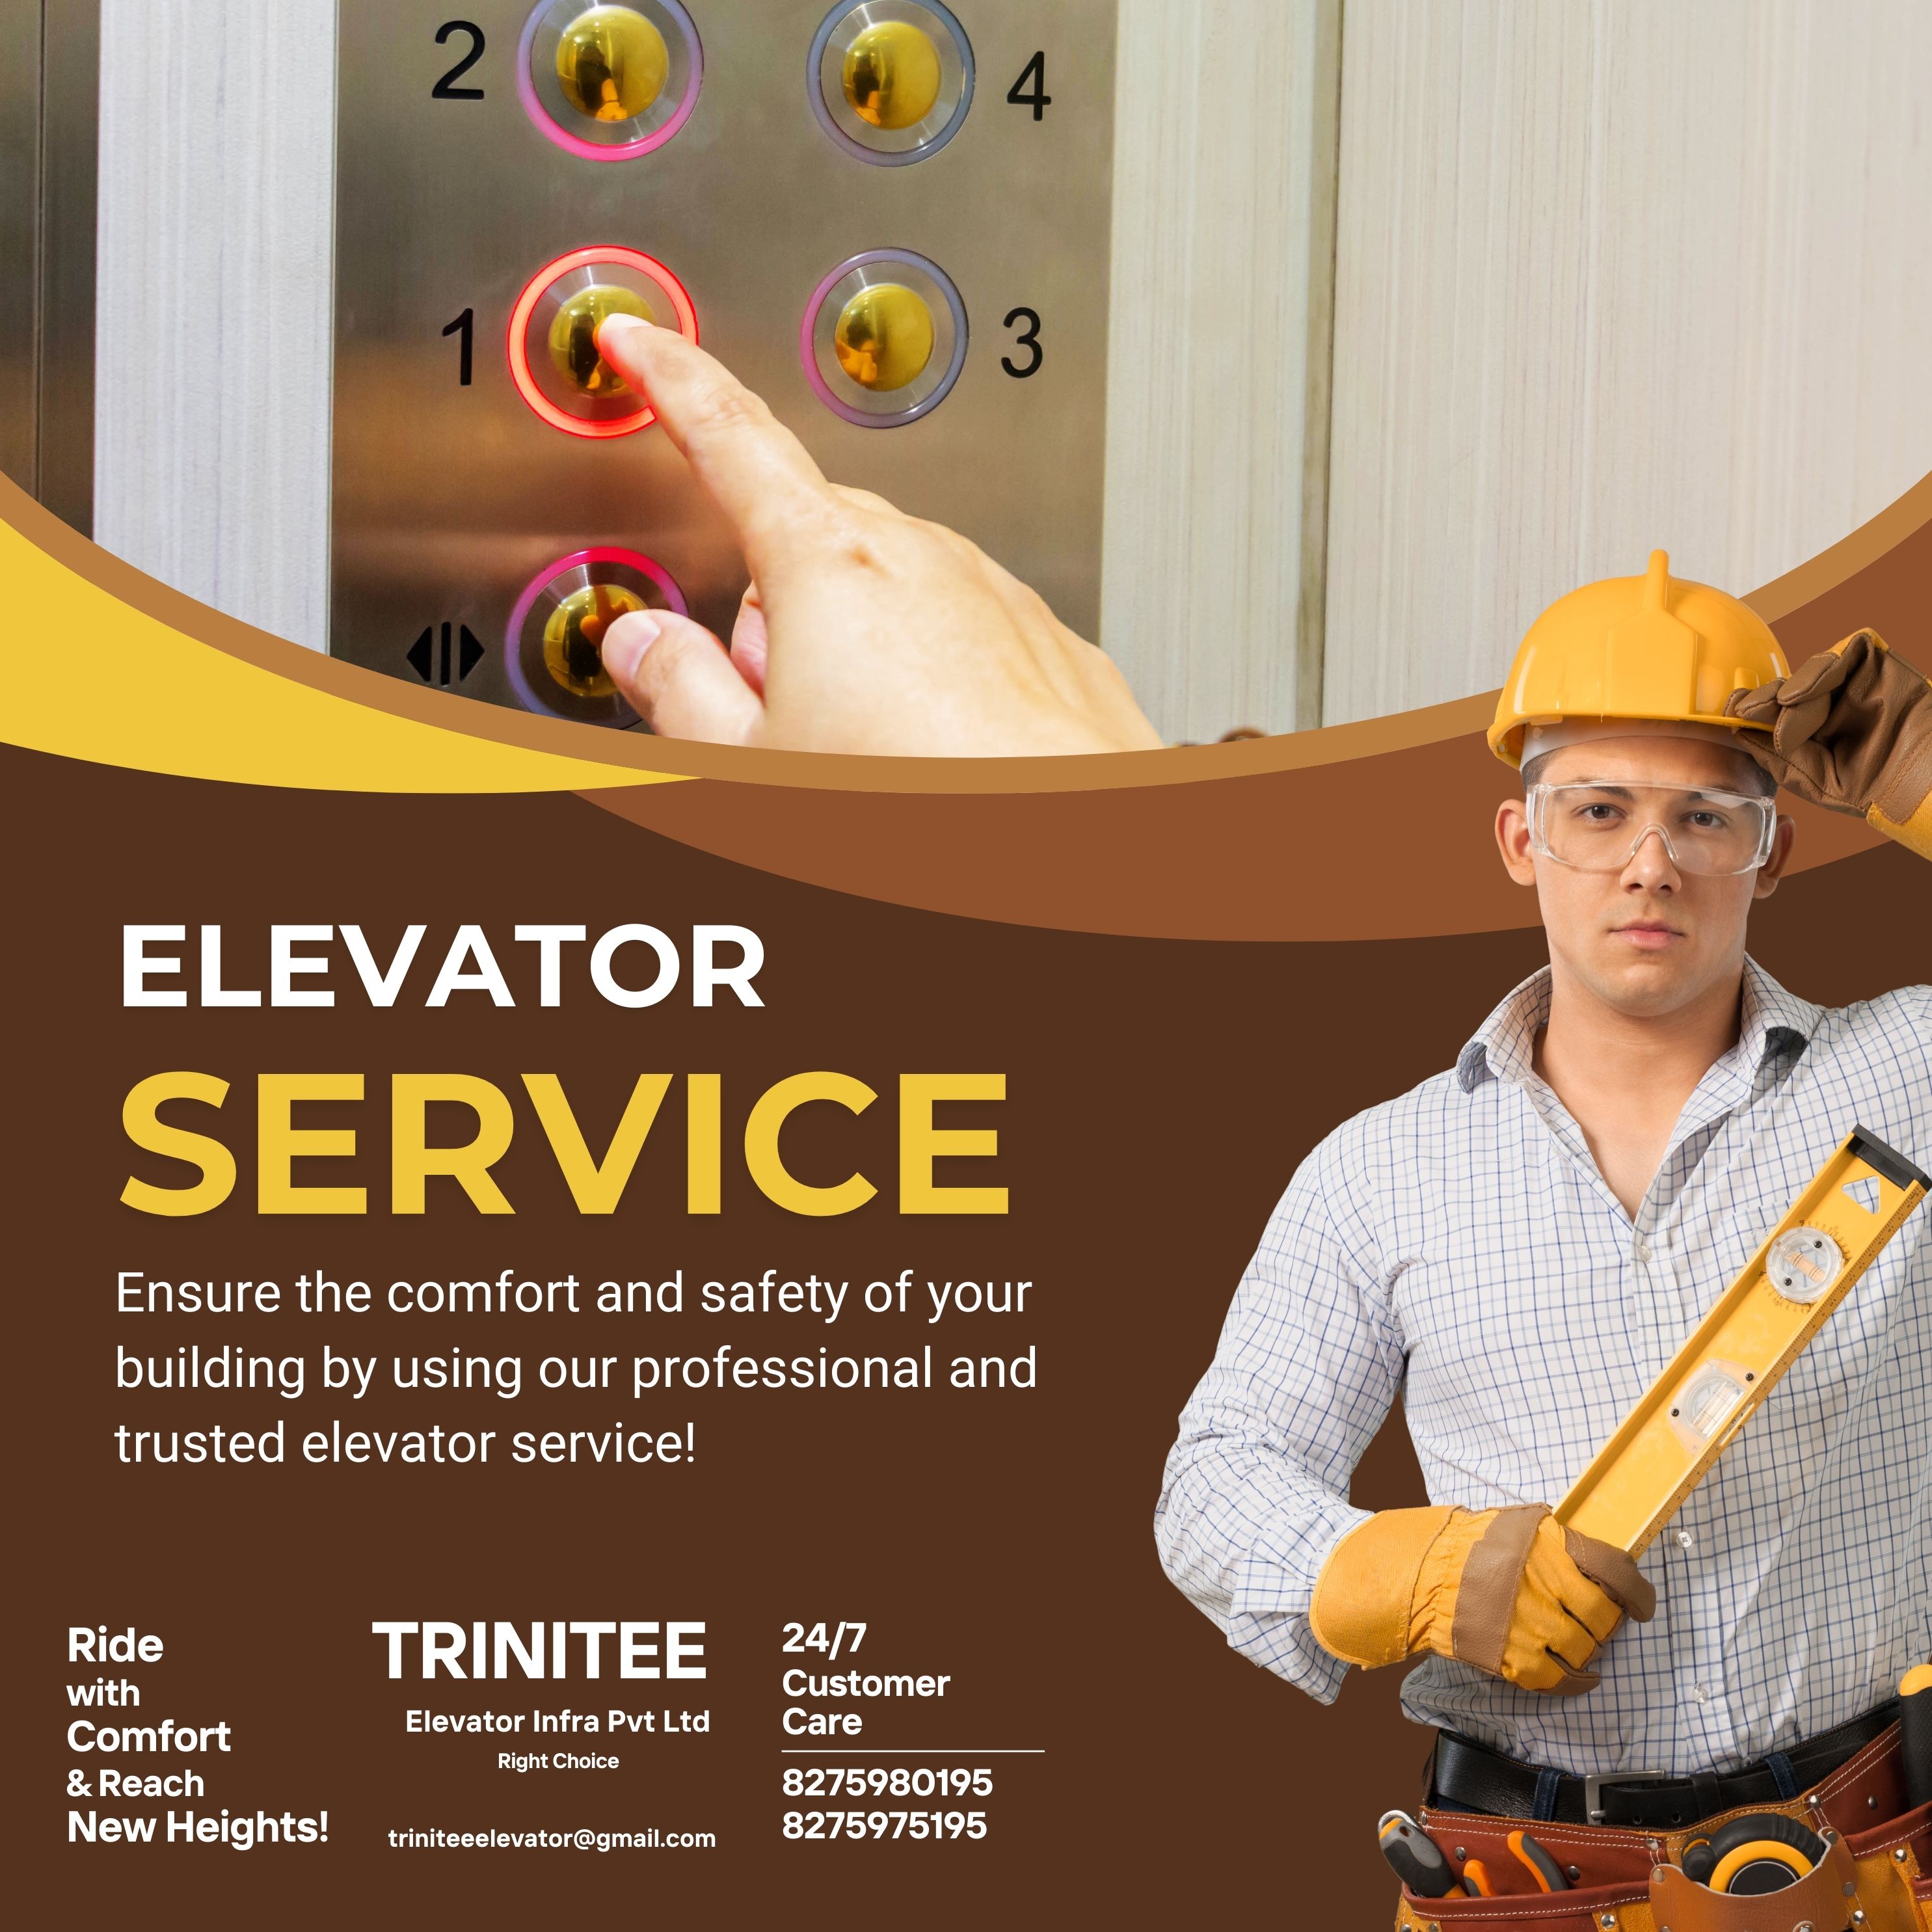 2
4
1
3
ELEVATOR
SERVICE
Ensure the comfort and safety of your
building by using our professional and
trusted elevator service!
Ride
with
Comfort
& Reach
New Heights!
TRINITEE
Elevator Infra Pvt Ltd
Right Choice
triniteeelevator@gmail.com
24/7
Customer
Care
8275980195
8275975195